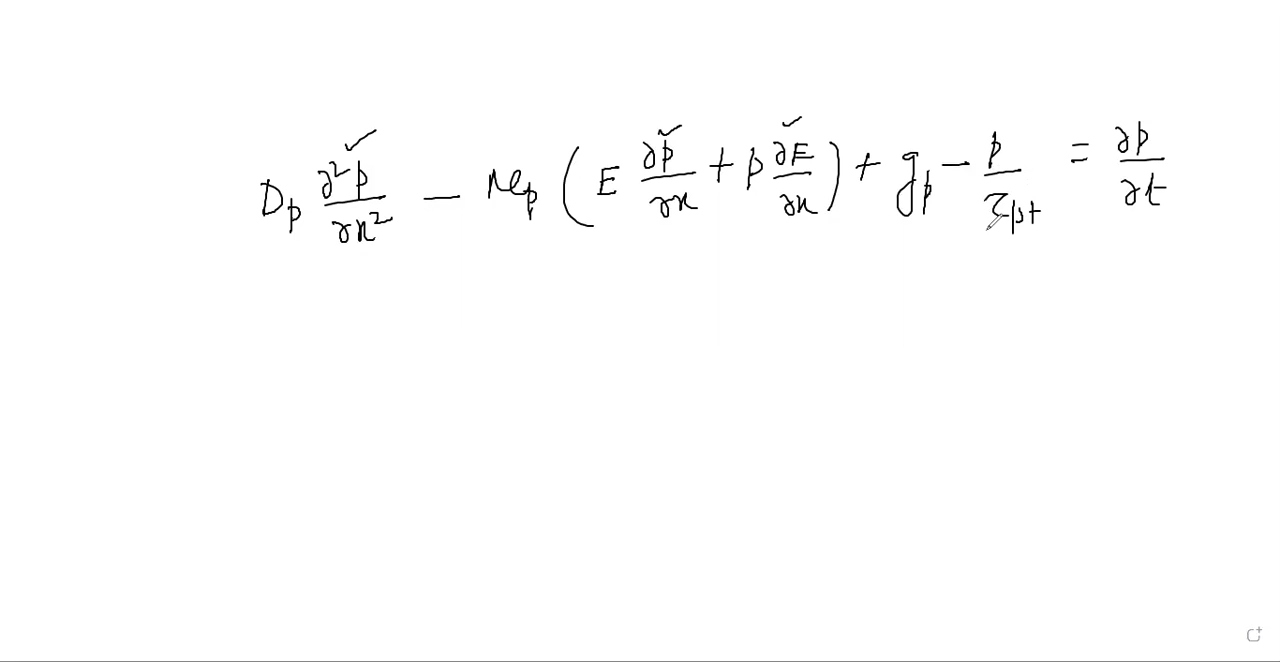 ✓ ✓ ✓
Dp ∂²p/∂x² — μp ( E ∂p/∂x + p ∂E/∂x ) + gp − p/τpt = ∂p/∂t